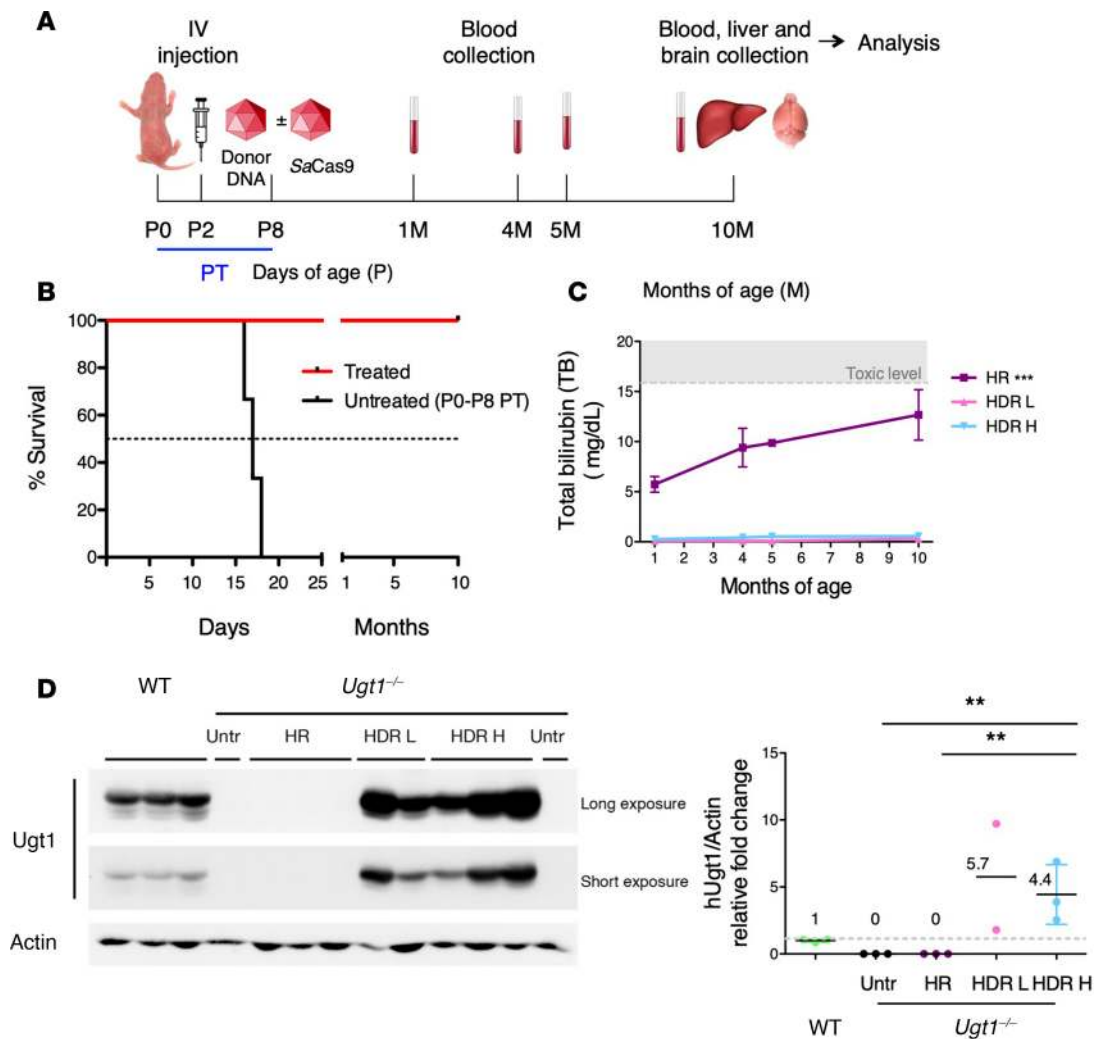 A
IV
injection
Blood
collection
Blood, liver and
brain collection → Analysis
±
Donor
DNA
SaCas9
P0 P2 P8 1M 4M 5M 10M
PT Days of age (P)
Months of age (M)
B
% Survival
100
80
60
40
20
0
Treated
Untreated (P0-P8 PT)
5 10 15 20 25 1 5 10
Days Months
C
Total bilirubin (TB)
( mg/dL)
20
15
10
5
0
Toxic level
HR ***
HDR L
HDR H
1 2 3 4 5 6 7 8 9 10
Months of age
D
WT Ugt1–/–
Untr HR HDR L HDR H Untr
Ugt1
Long exposure
Short exposure
Actin
hUgt1/Actin
relative fold change
15
10
5
0
**
**
1
0
0
5.7
4.4
Untr HR HDR L HDR H
WT Ugt1–/–